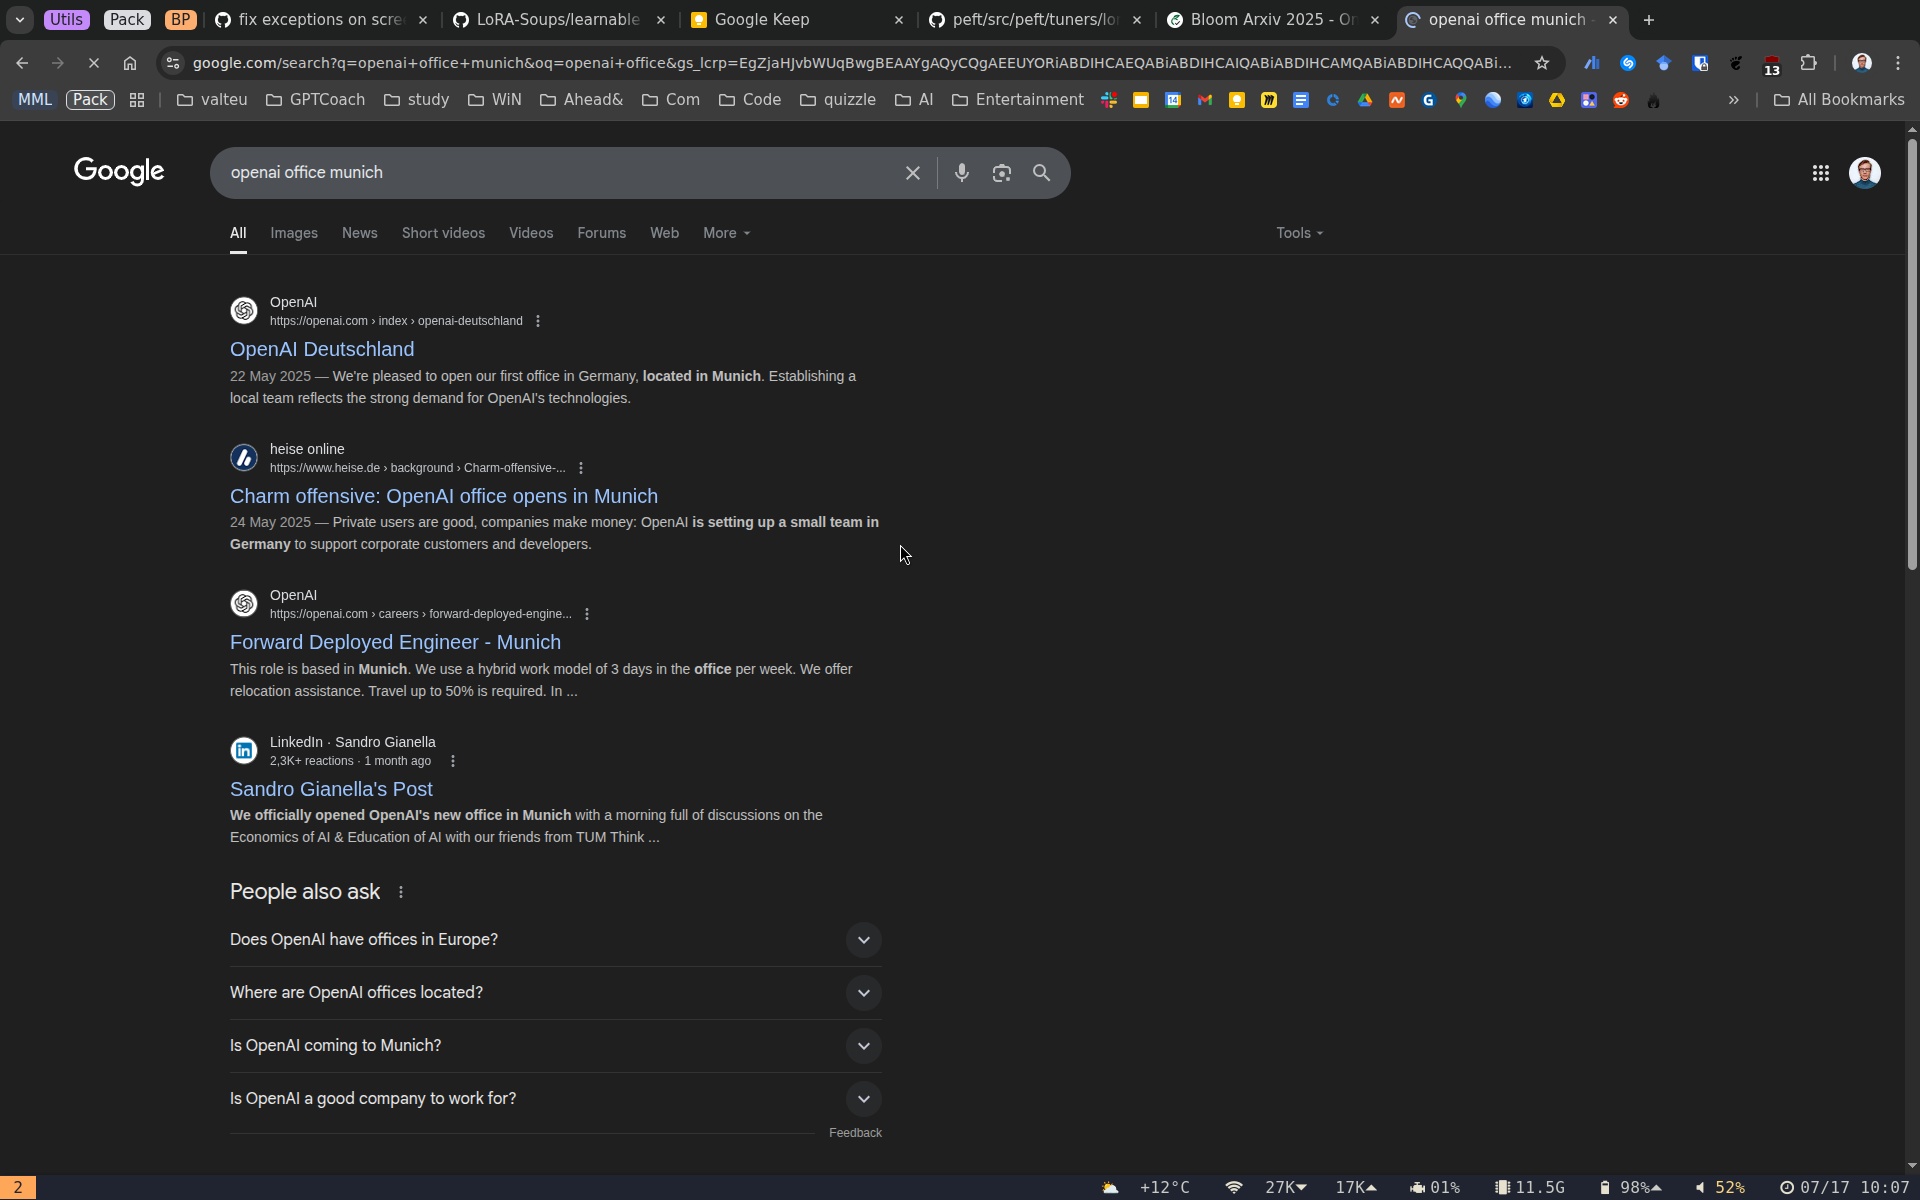 Utils
Pack
BP
fix exceptions on scre
LoRA-Soups/learnable
Google Keep
peft/src/peft/tuners/lo
Bloom Arxiv 2025 - O
openai office munich -
google.com/search?q=openai+office+munich&oq=openai+office&gs_lcrp=EgZjaHJvbWUqBwgBEAAYgAQyCQgAEEUYORiABDIHCAEQABiABDIHCAIQABiABDIHCAMQABiABDIHCAQQABi...
13
MML
Pack
valteu
GPTCoach
study
WiN
Ahead&
Com
Code
quizzle
AI
Entertainment
14
»
All Bookmarks
Google
openai office munich
All
Images
News
Short videos
Videos
Forums
Web
More
Tools
OpenAI
https://openai.com › index › openai-deutschland
OpenAI Deutschland
22 May 2025 — We're pleased to open our first office in Germany, located in Munich. Establishing a
local team reflects the strong demand for OpenAI's technologies.
heise online
https://www.heise.de › background › Charm-offensive-...
Charm offensive: OpenAI office opens in Munich
24 May 2025 — Private users are good, companies make money: OpenAI is setting up a small team in
Germany to support corporate customers and developers.
OpenAI
https://openai.com › careers › forward-deployed-engine...
Forward Deployed Engineer - Munich
This role is based in Munich. We use a hybrid work model of 3 days in the office per week. We offer
relocation assistance. Travel up to 50% is required. In ...
LinkedIn · Sandro Gianella
2,3K+ reactions · 1 month ago
Sandro Gianella's Post
We officially opened OpenAI's new office in Munich with a morning full of discussions on the
Economics of AI & Education of AI with our friends from TUM Think ...
People also ask
Does OpenAI have offices in Europe?
Where are OpenAI offices located?
Is OpenAI coming to Munich?
Is OpenAI a good company to work for?
Feedback
2
+12°C
27K
17K
01%
11.5G
98%
52%
07/17 10:07